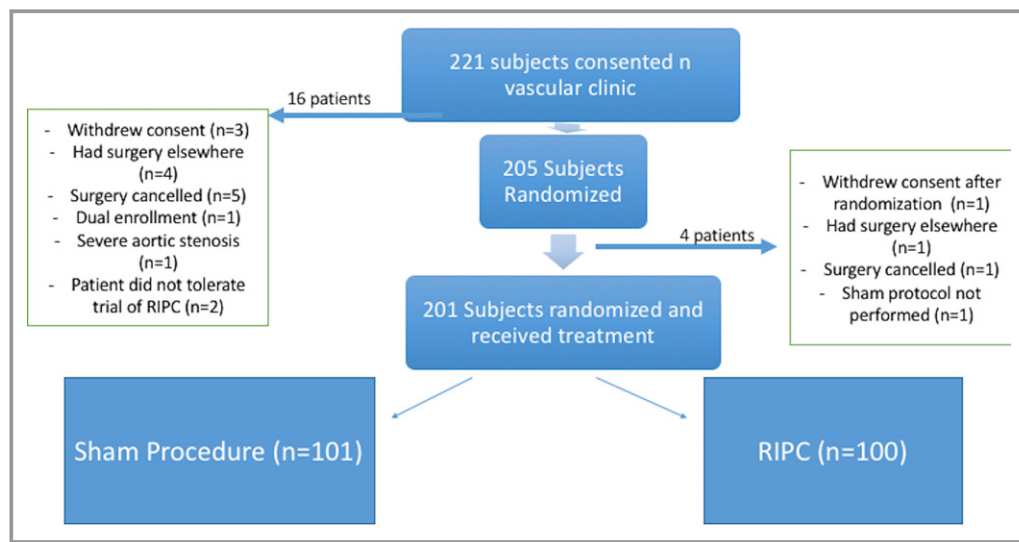 221 subjects consented n
vascular clinic
16 patients
- Withdrew consent (n=3)
- Had surgery elsewhere
(n=4)
- Surgery cancelled (n=5)
- Dual enrollment (n=1)
- Severe aortic stenosis
(n=1)
- Patient did not tolerate
trial of RIPC (n=2)
205 Subjects
Randomized
4 patients
- Withdrew consent after
randomization (n=1)
- Had surgery elsewhere
(n=1)
- Surgery cancelled (n=1)
- Sham protocol not
performed (n=1)
201 Subjects randomized and
received treatment
Sham Procedure (n=101)
RIPC (n=100)